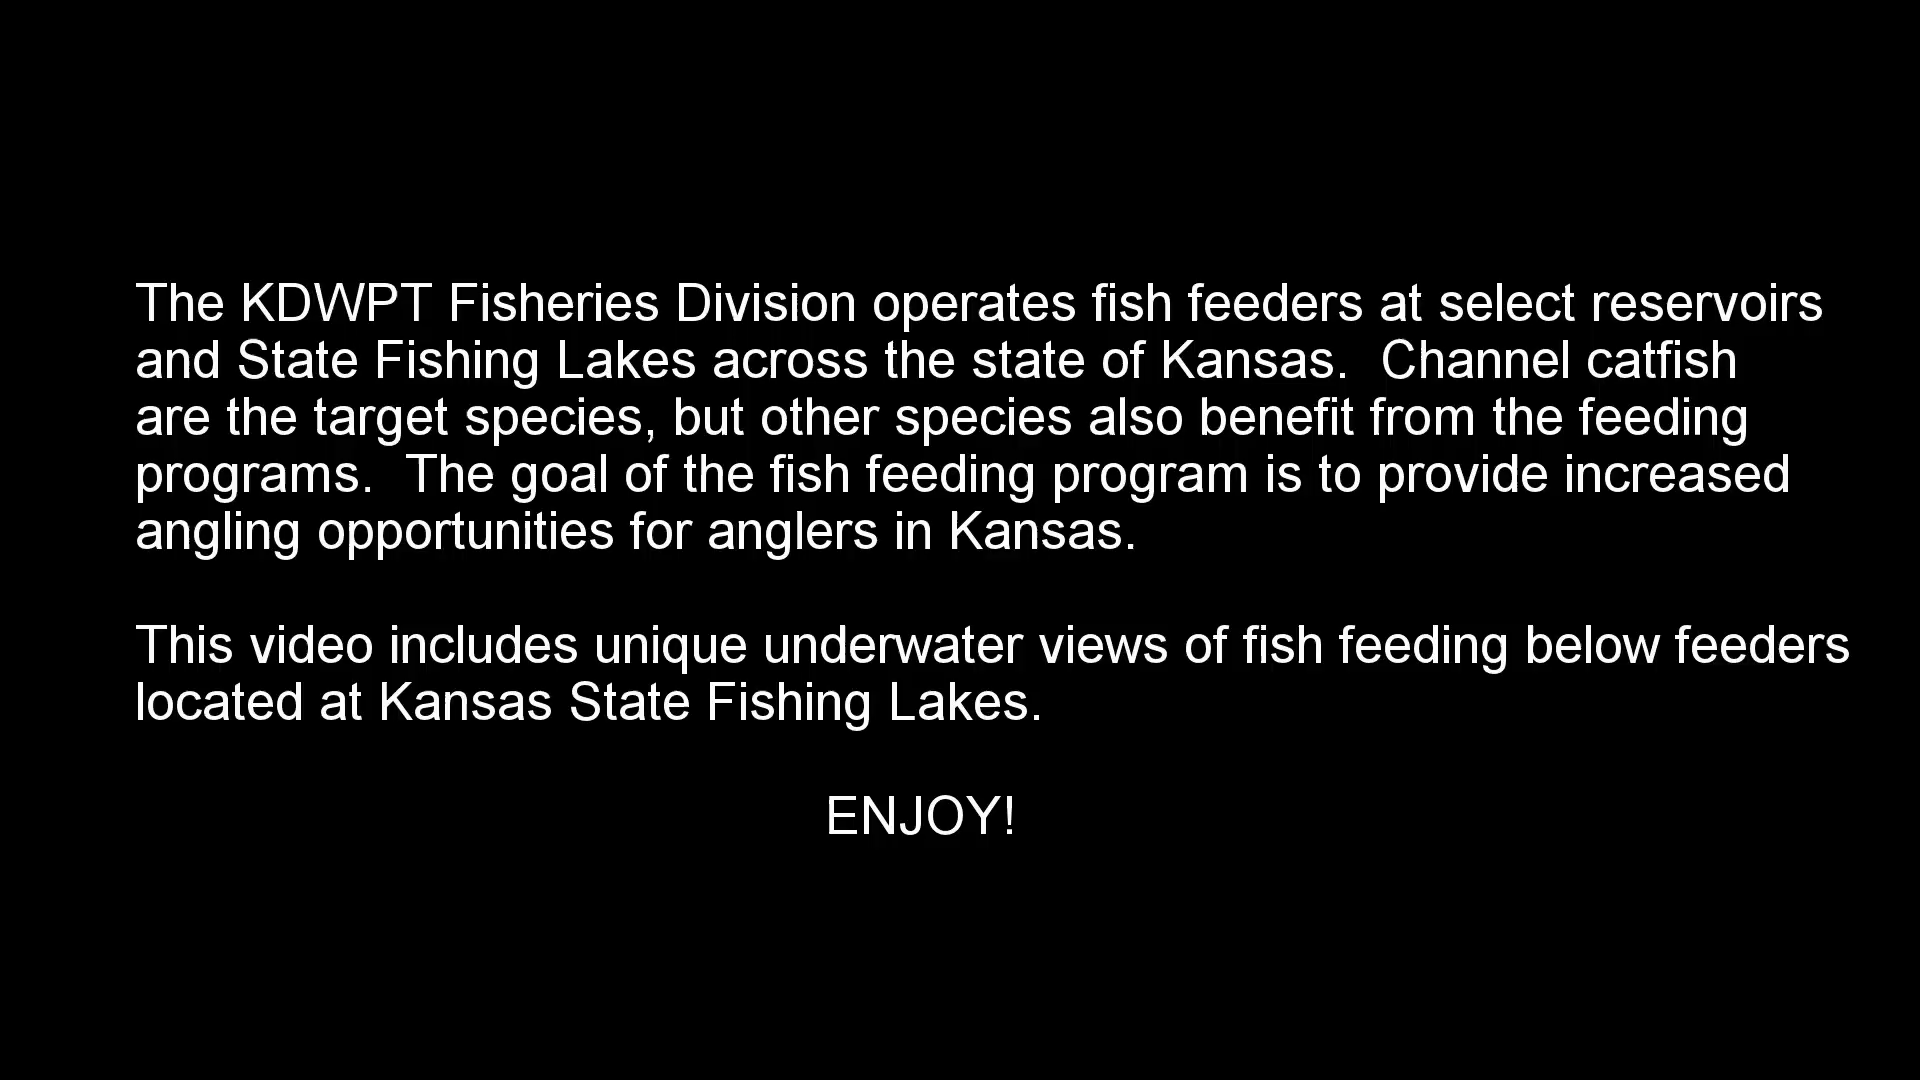 The KDWPT Fisheries Division operates fish feeders at select reservoirs
and State Fishing Lakes across the state of Kansas.  Channel catfish
are the target species, but other species also benefit from the feeding
programs.  The goal of the fish feeding program is to provide increased
angling opportunities for anglers in Kansas.
This video includes unique underwater views of fish feeding below feeders
located at Kansas State Fishing Lakes.
ENJOY!